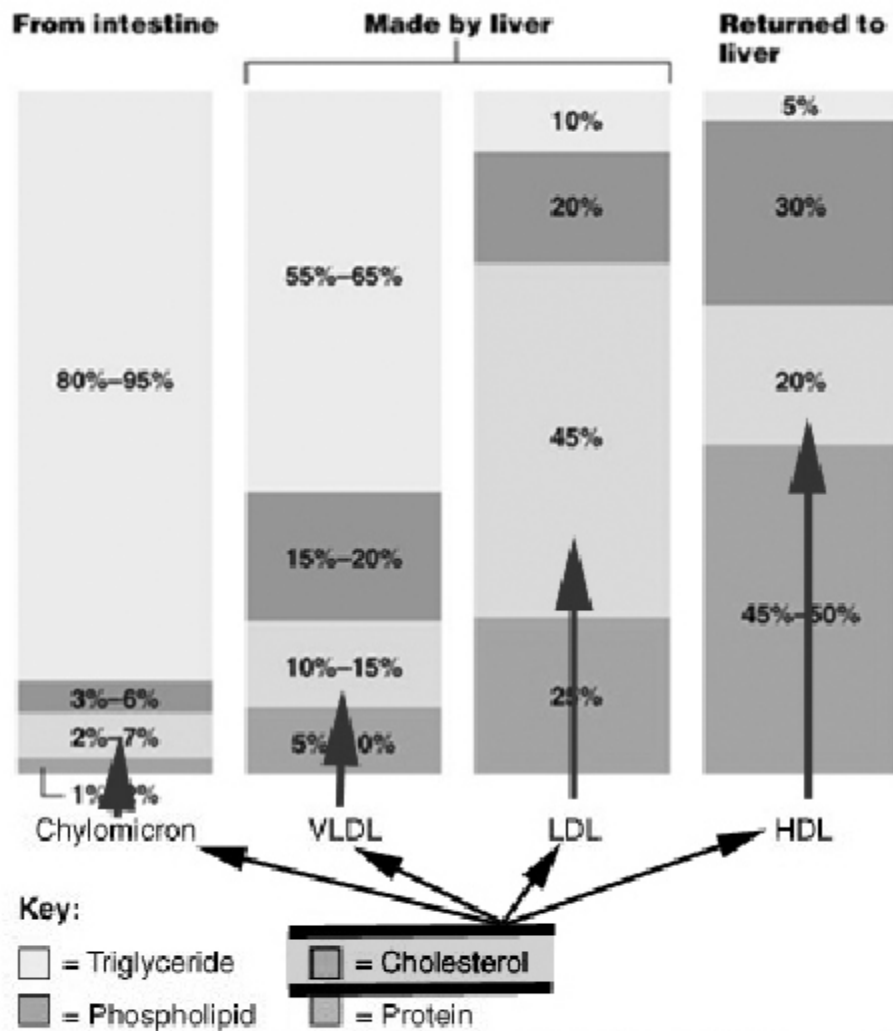 From intestine
Made by liver
Returned to
liver
80%–95%
3%–6%
2%–7%
55%–65%
15%–20%
10%–15%
10%
20%
45%
25%
5%
30%
20%
45%–50%
Chylomicron
VLDL
LDL
HDL
Key:
= Triglyceride
= Cholesterol
= Phospholipid
= Protein